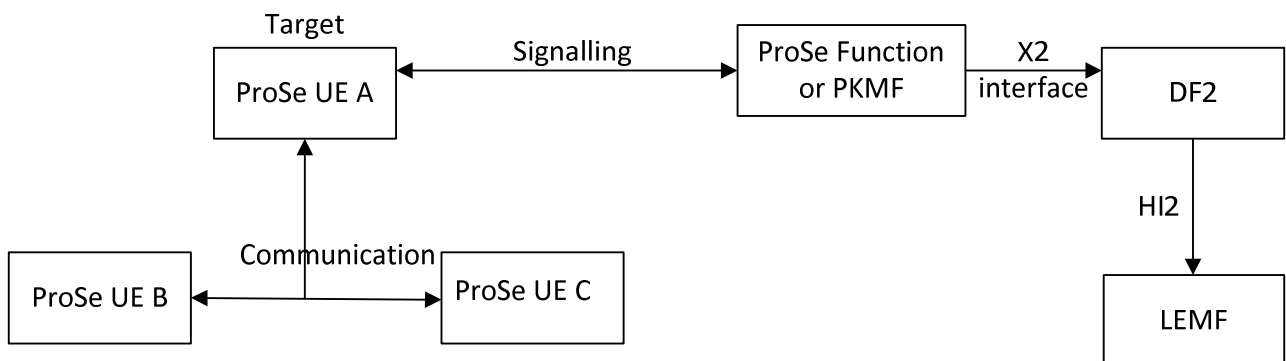 Target
ProSe UE A
Signalling
ProSe Function
or PKMF
X2
interface
DF2
HI2
Communication
ProSe UE B
ProSe UE C
LEMF